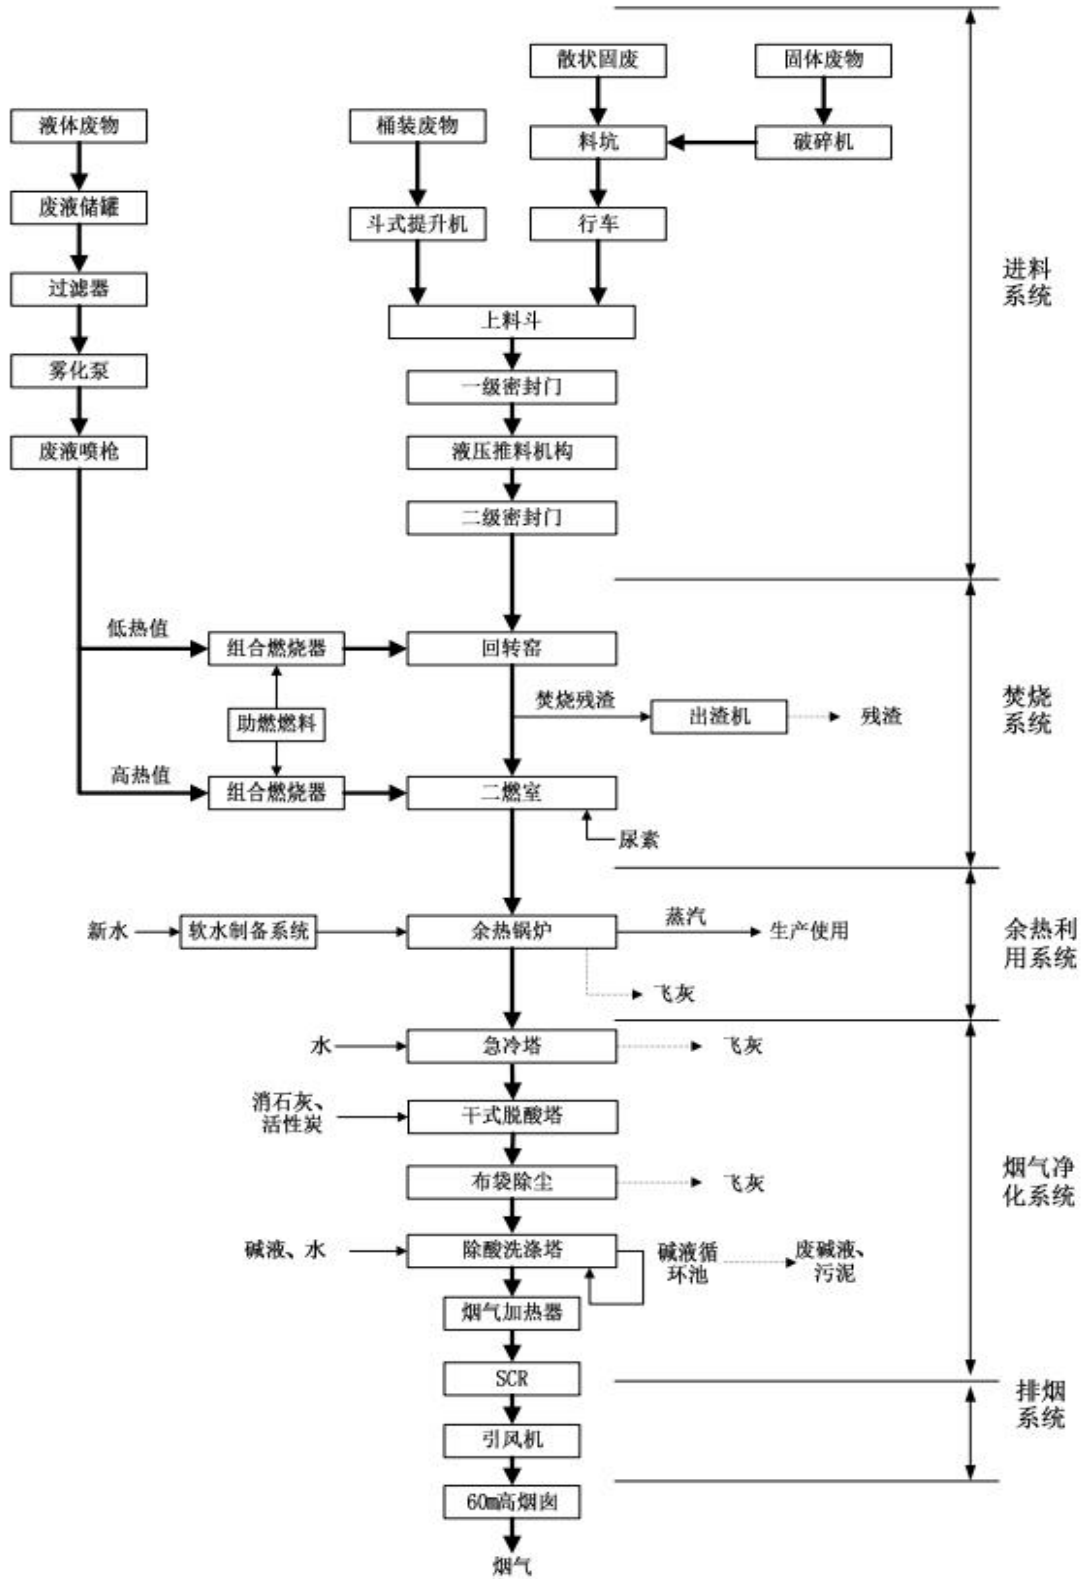 散状固废
固体废物
液体废物
桶装废物
料坑
破碎机
废液储罐
斗式提升机
行车
进料
系统
过滤器
上料斗
雾化泵
一级密封门
废液喷枪
液压推料机构
二级密封门
低热值
组合燃烧器
回转窑
焚烧残渣
焚烧
系统
助燃燃料
出渣机
残渣
高热值
组合燃烧器
二燃室
尿素
新水
软水制备系统
余热锅炉
蒸汽
生产使用
余热利
用系统
飞灰
水
急冷塔
飞灰
消石灰、
活性炭
干式脱酸塔
布袋除尘
飞灰
烟气净
化系统
碱液、水
除酸洗涤塔
碱液循
环池
废碱液、
污泥
烟气加热器
SCR
排烟
系统
引风机
60m高烟囱
烟气